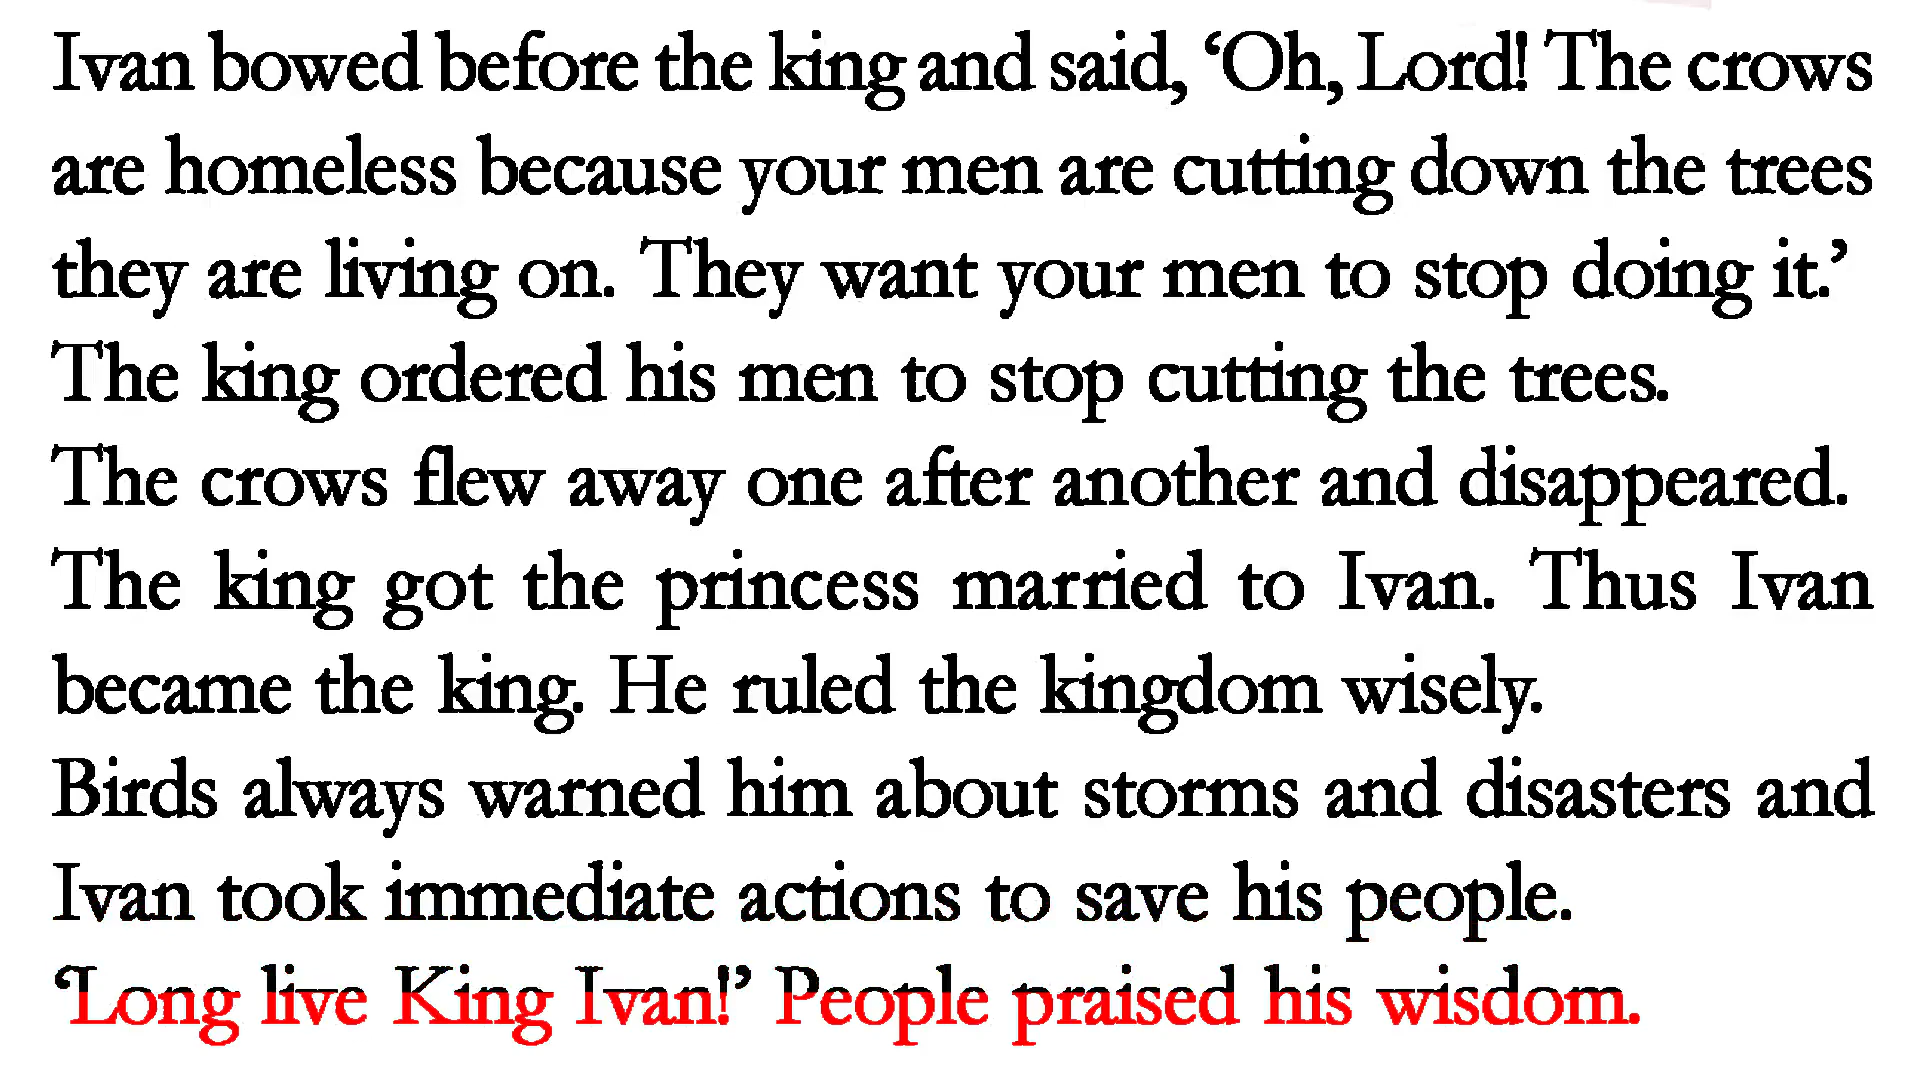 Ivan bowed before the king and said, ‘Oh, Lord! The crows
are homeless because your men are cutting down the trees
they are living on. They want your men to stop doing it.’
The king ordered his men to stop cutting the trees.
The crows flew away one after another and disappeared.
The king got the princess married to Ivan. Thus Ivan
became the king. He ruled the kingdom wisely.
Birds always warned him about storms and disasters and
Ivan took immediate actions to save his people.
‘Long live King Ivan!’ People praised his wisdom.